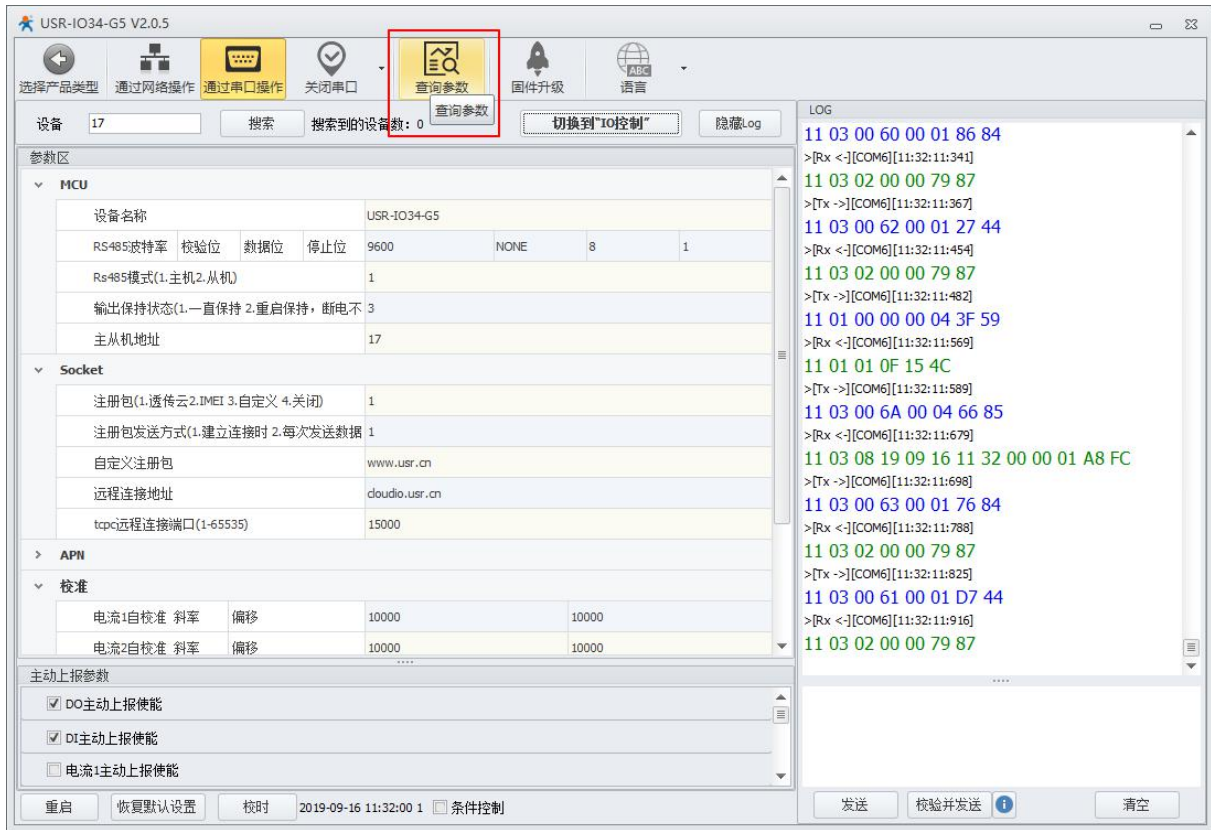 USR-IO34-G5 V2.0.5
选择产品类型 通过网络操作 通过串口操作 关闭串口 查询参数 固件升级 ABC 语言
查询参数
设备 17 搜索 搜索到的设备数: 0 切换到"IO控制" 隐藏Log
参数区
MCU
设备名称 USR-IO34-G5
RS485波特率 校验位 数据位 停止位 9600 NONE 8 1
Rs485模式(1.主机2.从机) 1
输出保持状态(1.一直保持 2.重启保持，断电不 3
主从机地址 17
Socket
注册包(1.透传云2.IMEI 3.自定义 4.关闭) 1
注册包发送方式(1.建立连接时 2.每次发送数据 1
自定义注册包 www.usr.cn
远程连接地址 cloudio.usr.cn
tcpc远程连接端口(1-65535) 15000
APN
校准
电流1自校准 斜率 偏移 10000 10000
电流2自校准 斜率 偏移 10000 10000
主动上报参数
DO主动上报使能
DI主动上报使能
电流1主动上报使能
重启 恢复默认设置 校时 2019-09-16 11:32:00 1 条件控制
LOG
11 03 00 60 00 01 86 84
>[Rx <-][COM6][11:32:11:341]
11 03 02 00 00 79 87
>[Tx ->][COM6][11:32:11:367]
11 03 00 62 00 01 27 44
>[Rx <-][COM6][11:32:11:454]
11 03 02 00 00 79 87
>[Tx ->][COM6][11:32:11:482]
11 01 00 00 00 04 3F 59
>[Rx <-][COM6][11:32:11:569]
11 01 01 0F 15 4C
>[Tx ->][COM6][11:32:11:589]
11 03 00 6A 00 04 66 85
>[Rx <-][COM6][11:32:11:679]
11 03 08 19 09 16 11 32 00 00 01 A8 FC
>[Tx ->][COM6][11:32:11:698]
11 03 00 63 00 01 76 84
>[Rx <-][COM6][11:32:11:788]
11 03 02 00 00 79 87
>[Tx ->][COM6][11:32:11:825]
11 03 00 61 00 01 D7 44
>[Rx <-][COM6][11:32:11:916]
11 03 02 00 00 79 87
发送 校验并发送 清空